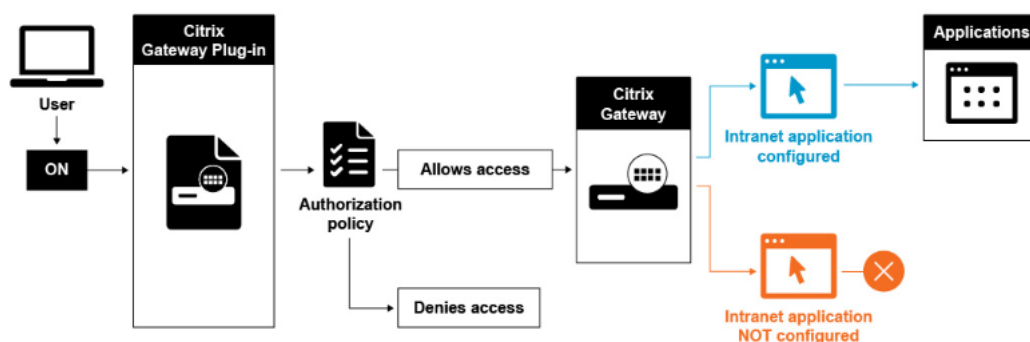 User
ON
Citrix
Gateway Plug-in
Authorization
policy
Allows access
Denies access
Citrix
Gateway
Intranet application
configured
Intranet application
NOT configured
Applications